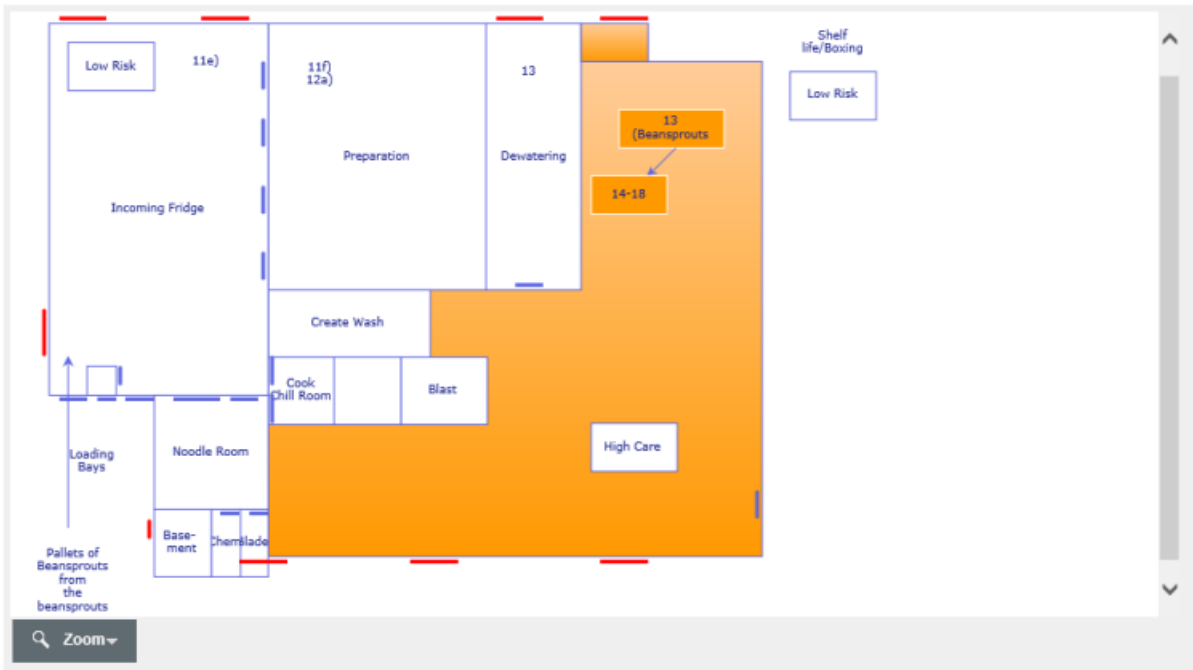 Low Risk
11e)
11f)
12a)
13
Shelf
life/Boxing
Low Risk
13
(Beansprouts
14-18
Preparation
Dewatering
Incoming Fridge
Create Wash
Cook
Chill Room
Blast
High Care
Noodle Room
Loading
Bays
Base-
ment
Chem
Blade
Pallets of
Beansprouts
from
the
beansprouts
Zoom